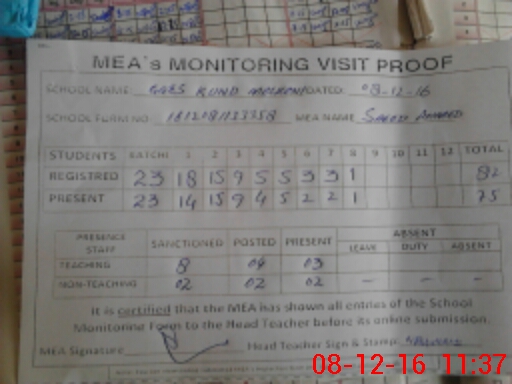 MEA's MONITORING VISIT PROOF
SCHOOL NAME GGES KUND DATED 08-12-16
SCHOOL FORM NO. MEA NAME Saeed Ahmed
STUDENTS KATCHI 1 2 3 4 5 6 7 8 9 10 11 12 TOTAL
REGISTERED 23 18 15 9 5 5 3 3 1 82
PRESENT 23 14 15 9 4 5 2 2 1 75
PRESENCE STAFF SANCTIONED POSTED PRESENT ABSENT
LEAVE DUTY ABSENT
TEACHING 8 04 03
NON-TEACHING 02 02 02 - - -
It is certified that the MEA has shown all entries of the School
Monitoring Form to the Head Teacher before its online submission.
MEA Signature Head Teacher Sign & Stamp
08-12-16 11:37